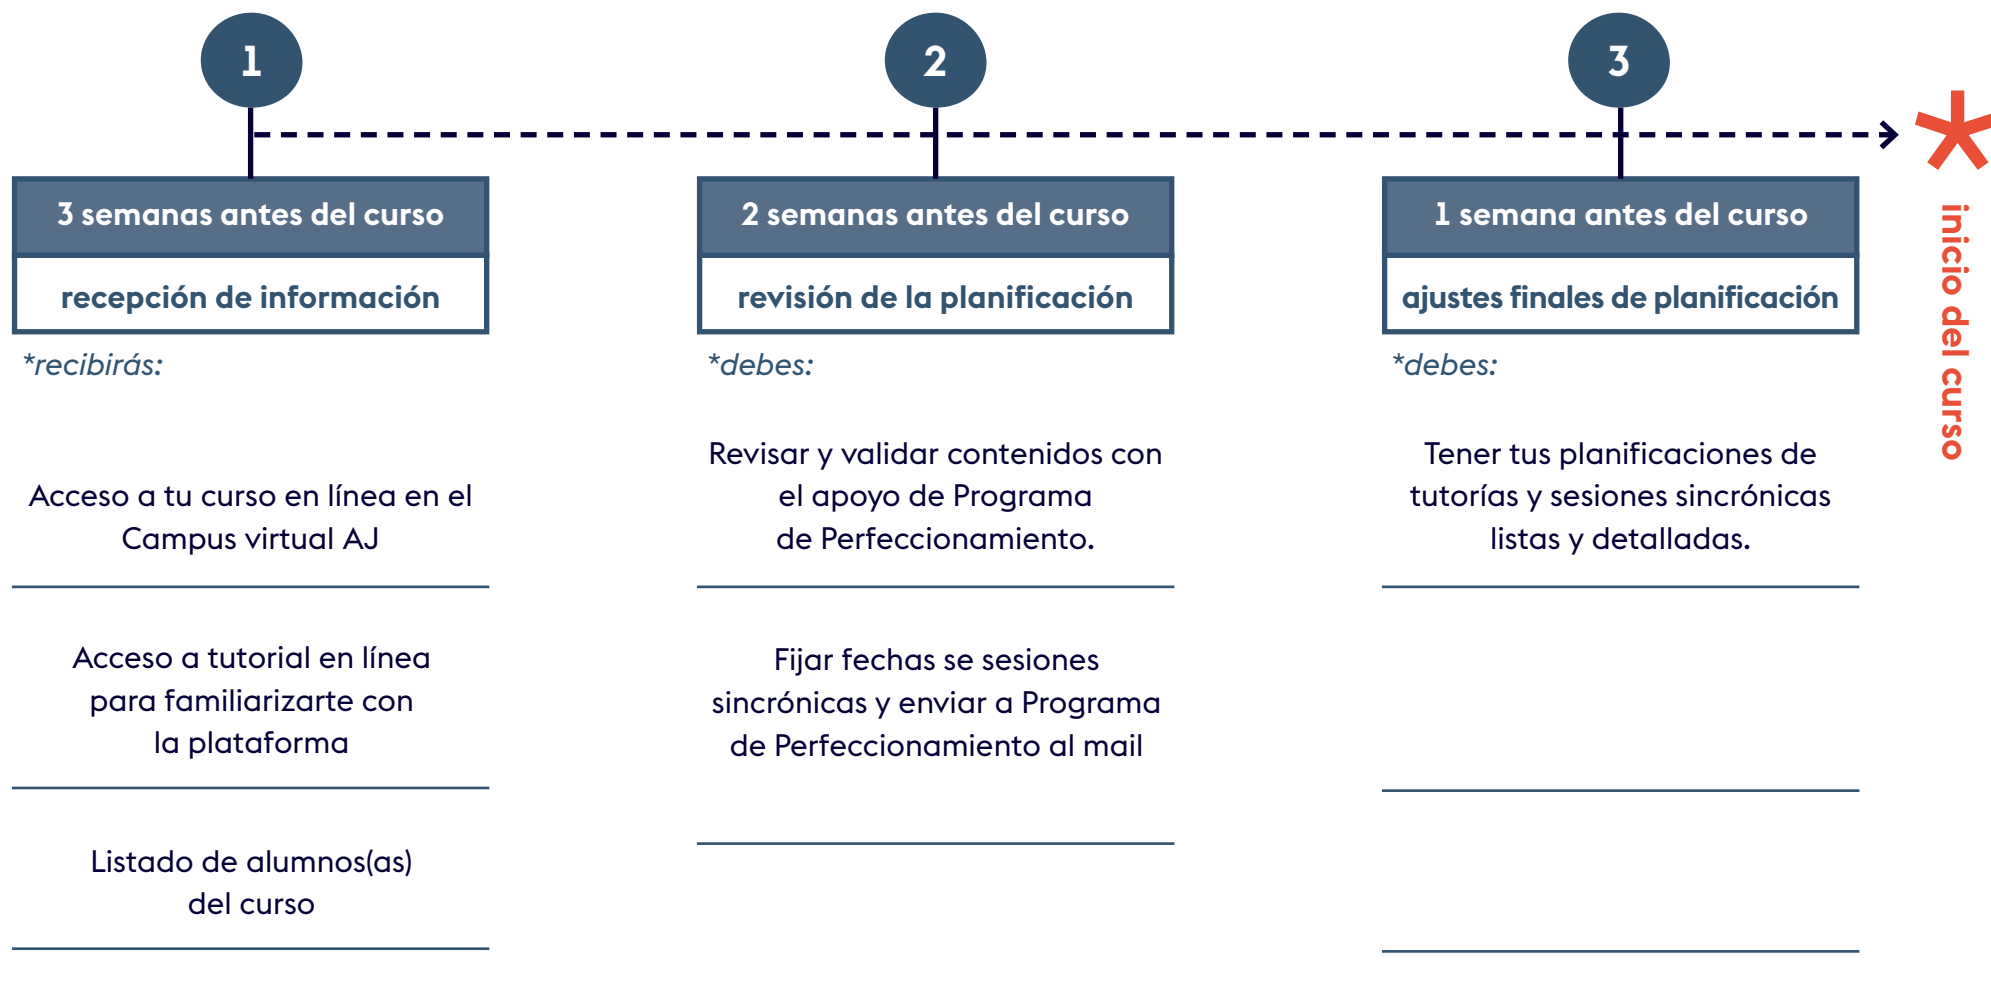 1
3 semanas antes del curso
recepción de información
*recibirás:
Acceso a tu curso en línea en el
Campus virtual AJ
Acceso a tutorial en línea
para familiarizarte con
la plataforma
Listado de alumnos(as)
del curso
2
2 semanas antes del curso
revisión de la planificación
*debes:
Revisar y validar contenidos con
el apoyo de Programa
de Perfeccionamiento.
Fijar fechas se sesiones
sincrónicas y enviar a Programa
de Perfeccionamiento al mail
3
1 semana antes del curso
ajustes finales de planificación
*debes:
Tener tus planificaciones de
tutorías y sesiones sincrónicas
listas y detalladas.
inicio del curso